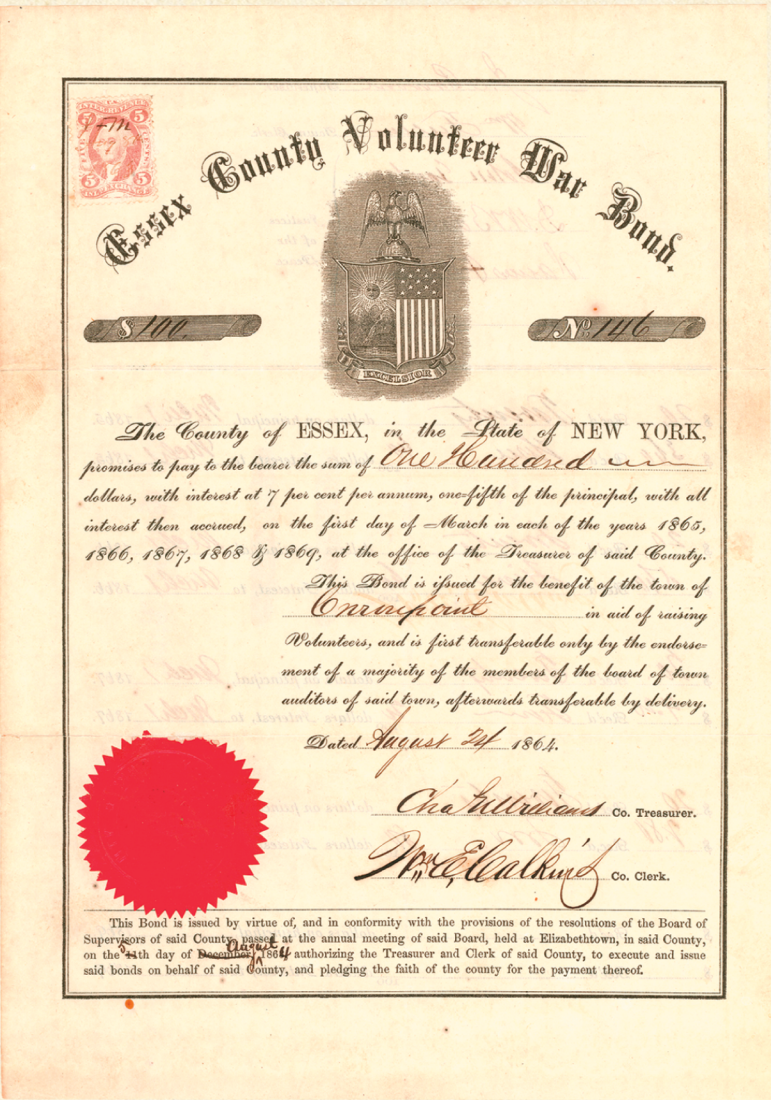 5 5
5 5
Essex County Volunteer War Bond.
EXCELSIOR
$ 100.
No. 146
The County of ESSEX, in the State of NEW YORK,
promises to pay to the bearer the sum of One Hundred
dollars, with interest at 7 per cent per annum, one-fifth of the principal, with all
interest then accrued, on the first day of March in each of the years 1865,
1866, 1867, 1868 & 1869, at the office of the Treasurer of said County.
This Bond is issued for the benefit of the town of
Crownpoint in aid of raising
Volunteers, and is first transferable only by the endorse-
ment of a majority of the members of the board of town
auditors of said town, afterwards transferable by delivery.
Dated August 24 1864.
Co. Treasurer.
Wm. E. Calkins Co. Clerk.
This Bond is issued by virtue of, and in conformity with the provisions of the resolutions of the Board of
Supervisors of said County, passed at the annual meeting of said Board, held at Elizabethtown, in said County,
August
on the 11th day of December, 1864 authorizing the Treasurer and Clerk of said County, to execute and issue
said bonds on behalf of said County, and pledging the faith of the county for the payment thereof.